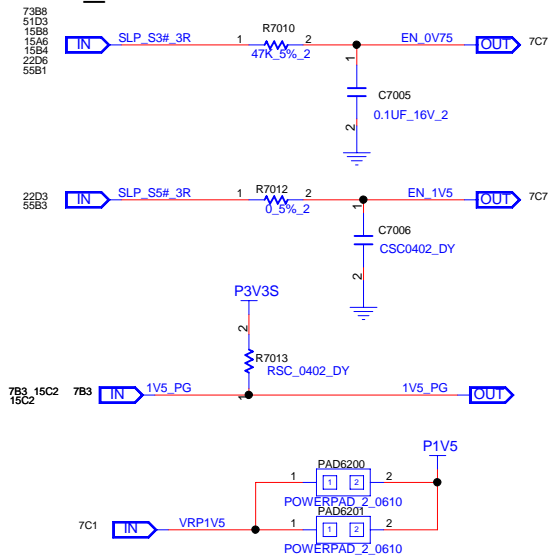 73B8
51D3
15B8
15A6
15B4
22D6
55B1
IN SLP_S3#_3R 1 R7010 2 EN_0V75 OUT 7C7
47K_5%_2
1
C7005
0.1UF_16V_2
2
22D3
55B3
IN SLP_S5#_3R 1 R7012 2 EN_1V5 OUT 7C7
0_5%_2
1
C7006
CSC0402_DY
2
P3V3S
2
R7013
RSC_0402_DY
1
7B3 15C2 7B3 IN 1V5_PG 1V5_PG OUT
15C2
P1V5
PAD6200
1 1 2 2
POWERPAD_2_0610
PAD6201
7C1 IN VRP1V5 1 1 2 2
POWERPAD_2_0610